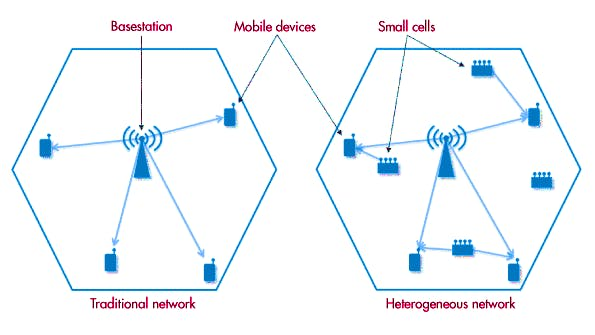 Basestation
Mobile devices
Small cells
Traditional network
Heterogeneous network